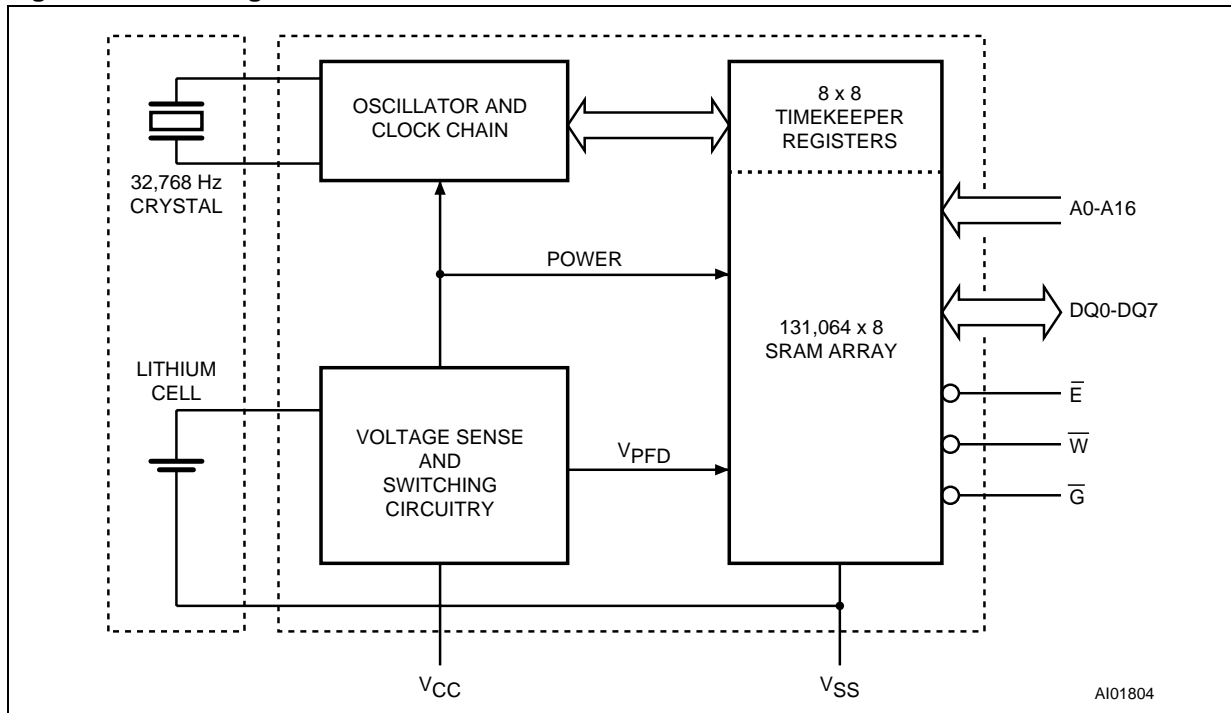 OSCILLATOR AND
CLOCK CHAIN
8 x 8
TIMEKEEPER
REGISTERS
32,768 Hz
CRYSTAL
A0-A16
POWER
DQ0-DQ7
131,064 x 8
SRAM ARRAY
LITHIUM
CELL
E̅
VOLTAGE SENSE
AND
SWITCHING
CIRCUITRY
VPFD
W̅
G̅
VCC
VSS
AI01804